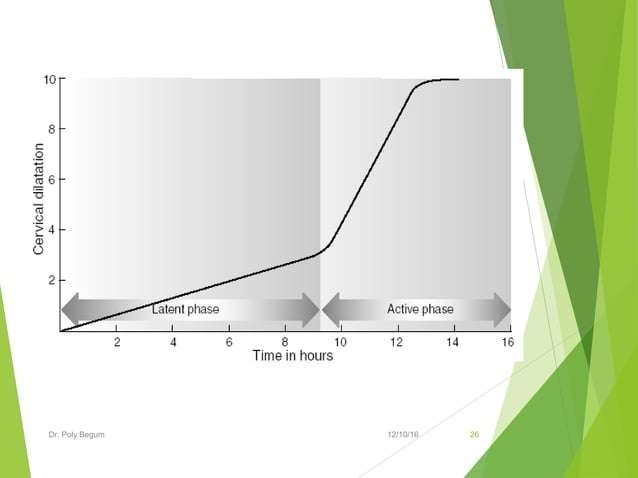 10
8
6
4
2
Cervical dilatation
Latent phase
Active phase
2 4 6 8 10 12 14 16
Time in hours
Dr. Poly Begum 12/10/16 26